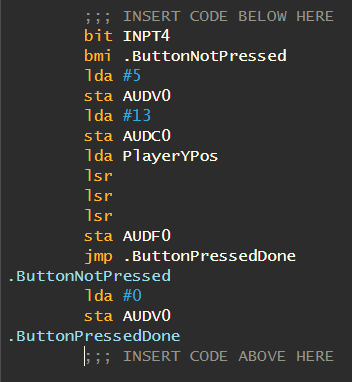 ;;; INSERT CODE BELOW HERE
bit INPT4
bmi .ButtonNotPressed
lda #5
sta AUDV0
lda #13
sta AUDC0
lda PlayerYPos
lsr
lsr
lsr
sta AUDF0
jmp .ButtonPressedDone
.ButtonNotPressed
lda #0
sta AUDV0
.ButtonPressedDone
;;; INSERT CODE ABOVE HERE